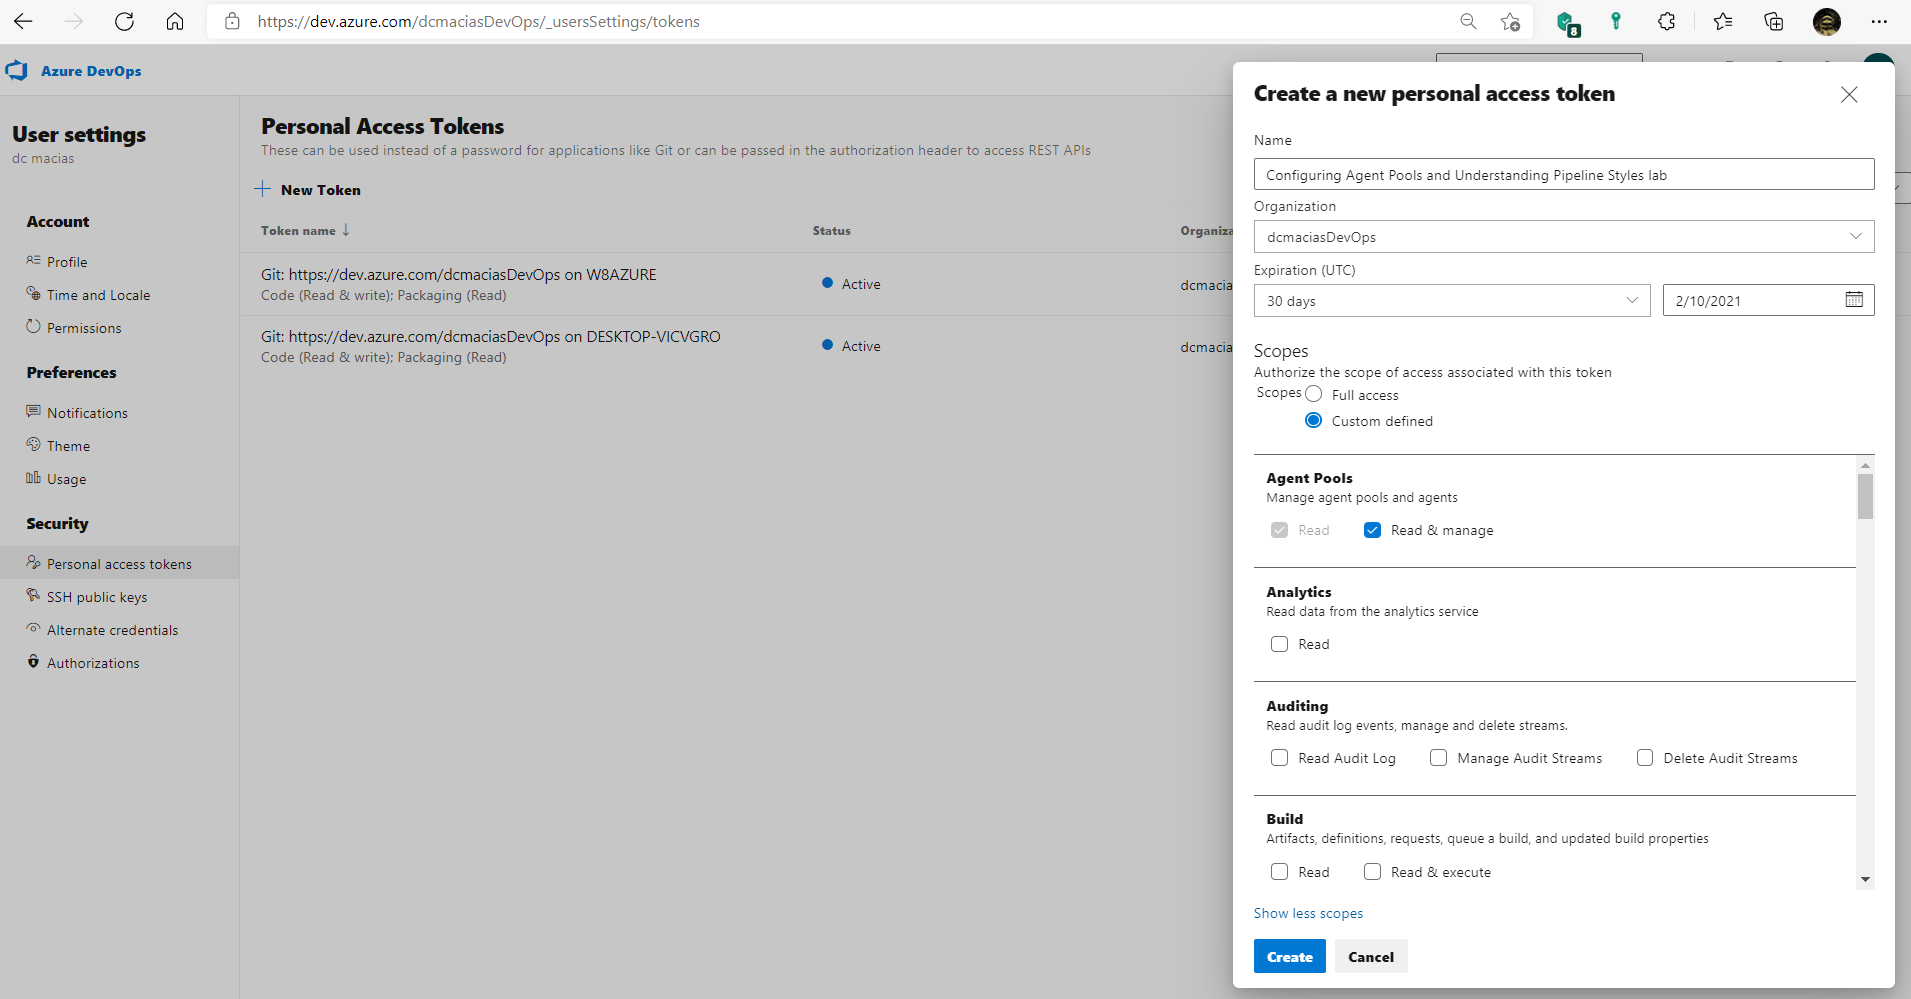 https://dev.azure.com/dcmaciasDevOps/_usersSettings/tokens
8
Azure DevOps
User settings
dc macias
Account
Profile
Time and Locale
Permissions
Preferences
Notifications
Theme
Usage
Security
Personal access tokens
SSH public keys
Alternate credentials
Authorizations
Personal Access Tokens
These can be used instead of a password for applications like Git or can be passed in the authorization header to access REST APIs
New Token
Token name Status Organiza
Git: https://dev.azure.com/dcmaciasDevOps on W8AZURE
Code (Read & write); Packaging (Read)
Active
dcmacia
Git: https://dev.azure.com/dcmaciasDevOps on DESKTOP-VICVGRO
Code (Read & write); Packaging (Read)
Active
dcmacia
Create a new personal access token
Name
Configuring Agent Pools and Understanding Pipeline Styles lab
Organization
dcmaciasDevOps
Expiration (UTC)
30 days 2/10/2021
Scopes
Authorize the scope of access associated with this token
Scopes Full access
Custom defined
Agent Pools
Manage agent pools and agents
Read Read & manage
Analytics
Read data from the analytics service
Read
Auditing
Read audit log events, manage and delete streams.
Read Audit Log Manage Audit Streams Delete Audit Streams
Build
Artifacts, definitions, requests, queue a build, and updated build properties
Read Read & execute
Show less scopes
Create Cancel